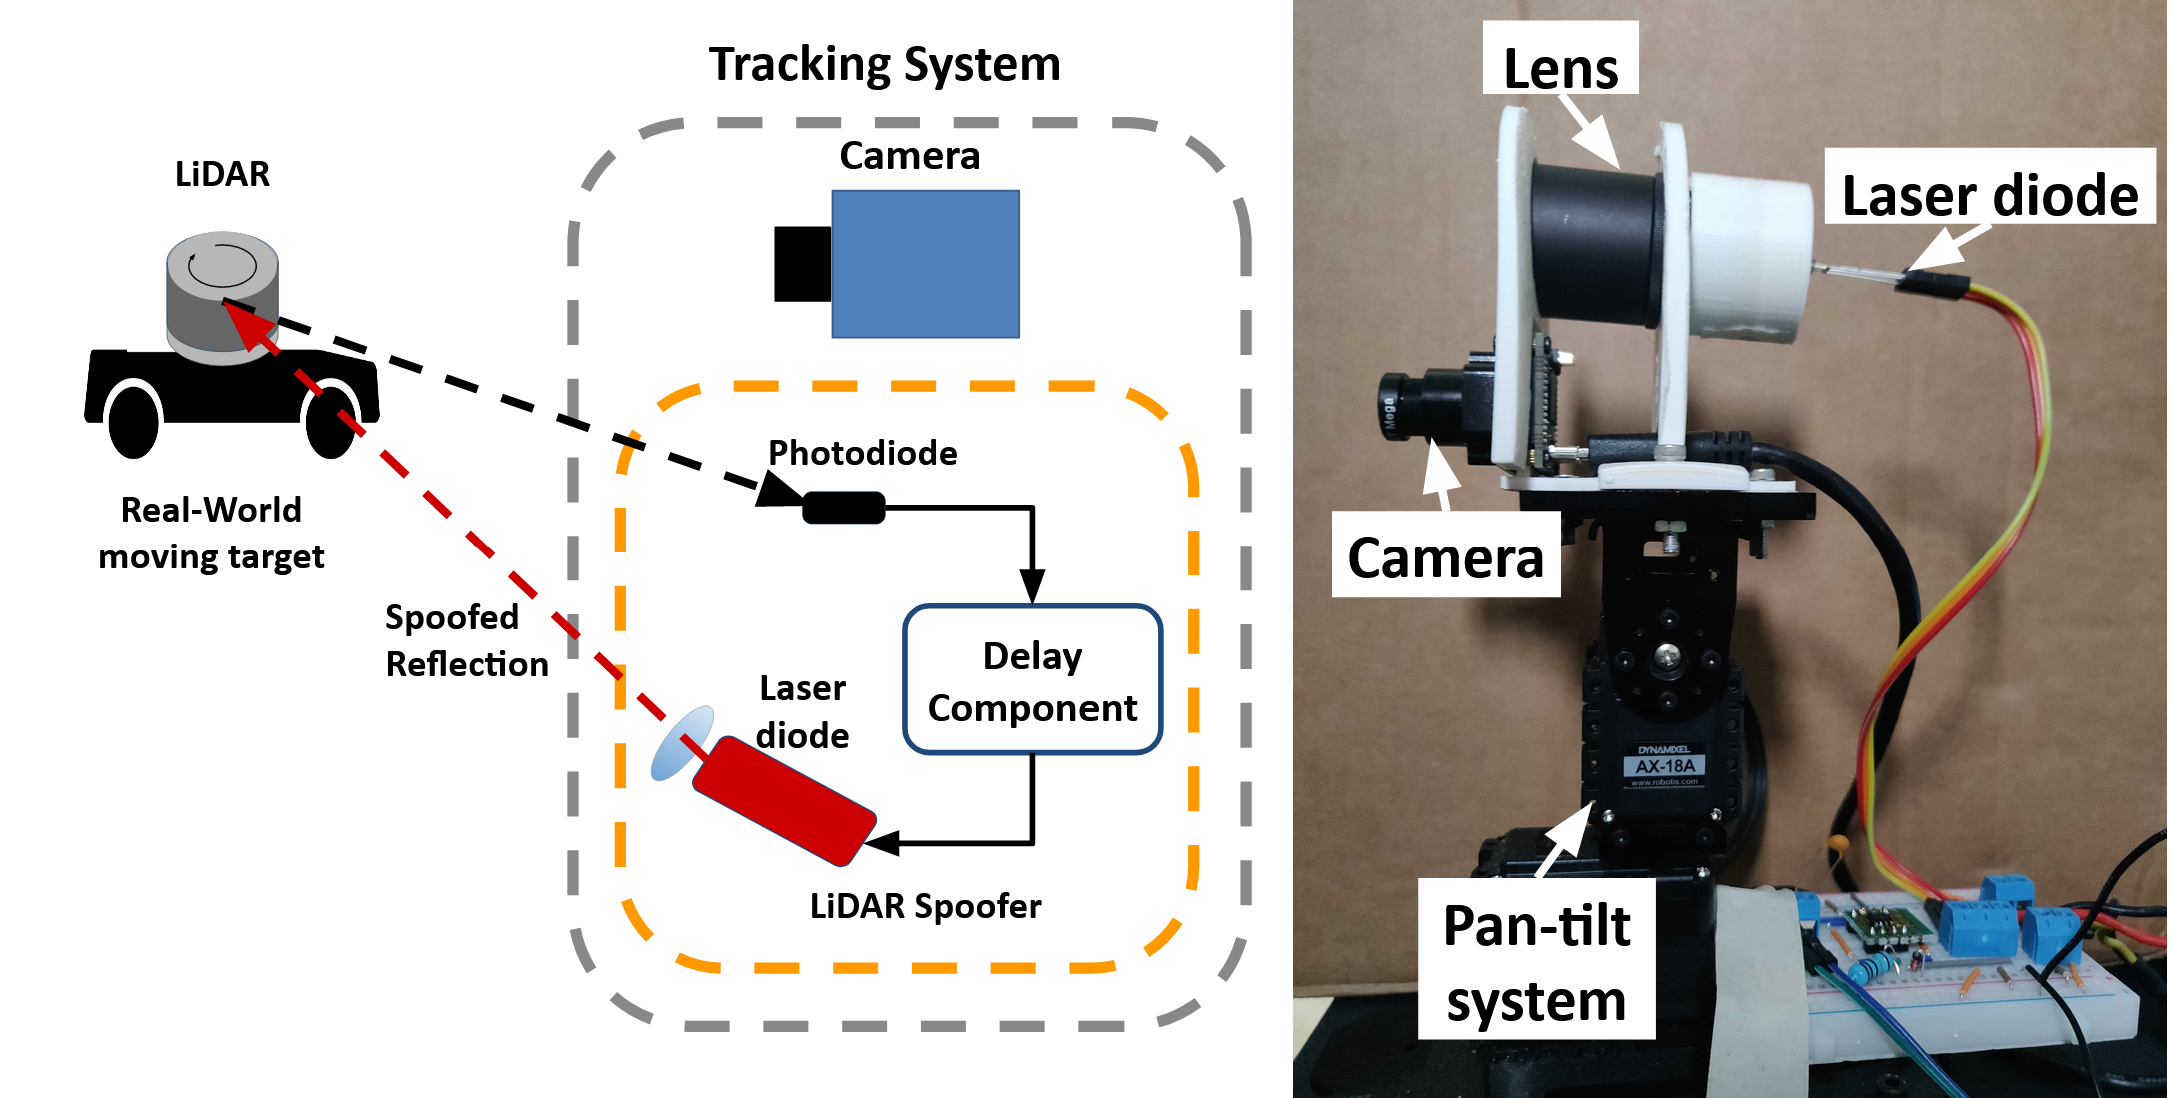 Tracking System
Camera
LiDAR
Real-World
moving target
Spoofed
Reflection
Photodiode
Delay
Component
Laser
diode
LiDAR Spoofer
Lens
Laser diode
Mega
Camera
DYNAMIXEL
AX-18A
www.robotis.com
Pan-tilt
system